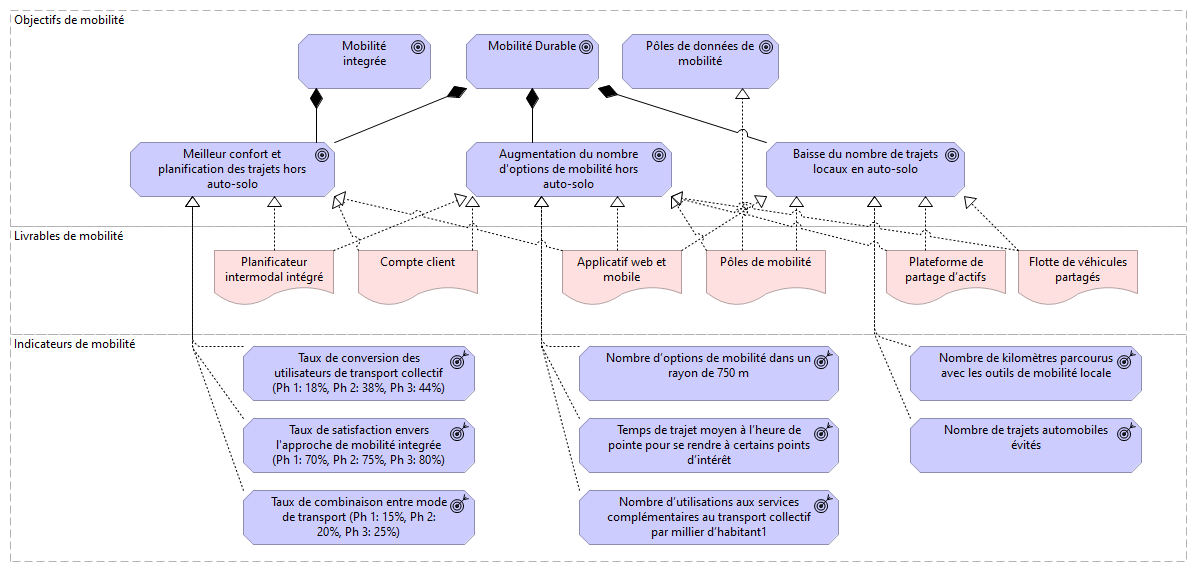 Objectifs de mobilité
Mobilité
integrée
Mobilité Durable
Pôles de données de
mobilité
Meilleur confort et
planification des trajets hors
auto-solo
Augmentation du nombre
d'options de mobilité hors
auto-solo
Baisse du nombre de trajets
locaux en auto-solo
Livrables de mobilité
Planificateur
intermodal intégré
Compte client
Applicatif web et
mobile
Pôles de mobilité
Plateforme de
partage d'actifs
Flotte de véhicules
partagés
Indicateurs de mobilité
Taux de conversion des
utilisateurs de transport collectif
(Ph 1: 18%, Ph 2: 38%, Ph 3: 44%)
Nombre d'options de mobilité dans un
rayon de 750 m
Nombre de kilomètres parcourus
avec les outils de mobilité locale
Taux de satisfaction envers
l'approche de mobilité integrée
(Ph 1: 70%, Ph 2: 75%, Ph 3: 80%)
Temps de trajet moyen à l'heure de
pointe pour se rendre à certains points
d'intérêt
Nombre de trajets automobiles
évités
Taux de combinaison entre mode
de transport (Ph 1: 15%, Ph 2:
20%, Ph 3: 25%)
Nombre d'utilisations aux services
complémentaires au transport collectif
par millier d'habitant1